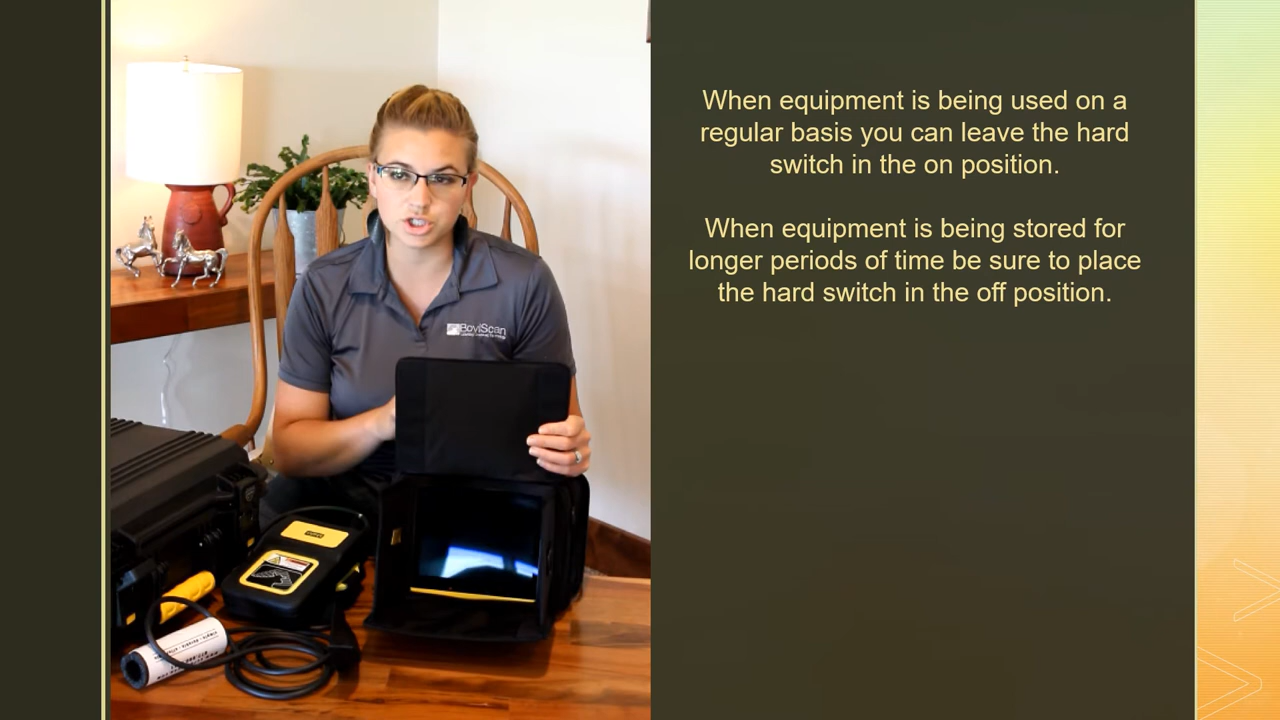 When equipment is being used on a
regular basis you can leave the hard
switch in the on position.
When equipment is being stored for
longer periods of time be sure to place
the hard switch in the off position.
BoviScan